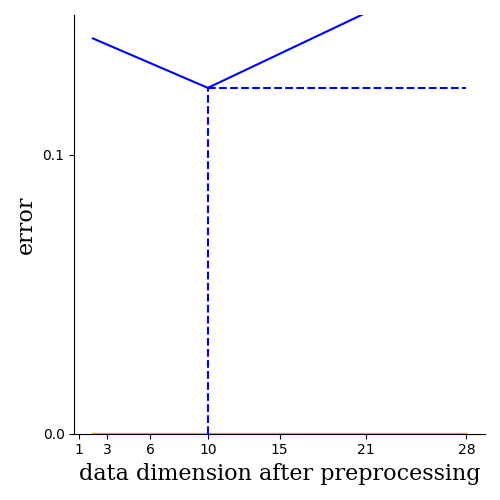 0.1
error
0.0
1 3 6 10 15 21 28
data dimension after preprocessing